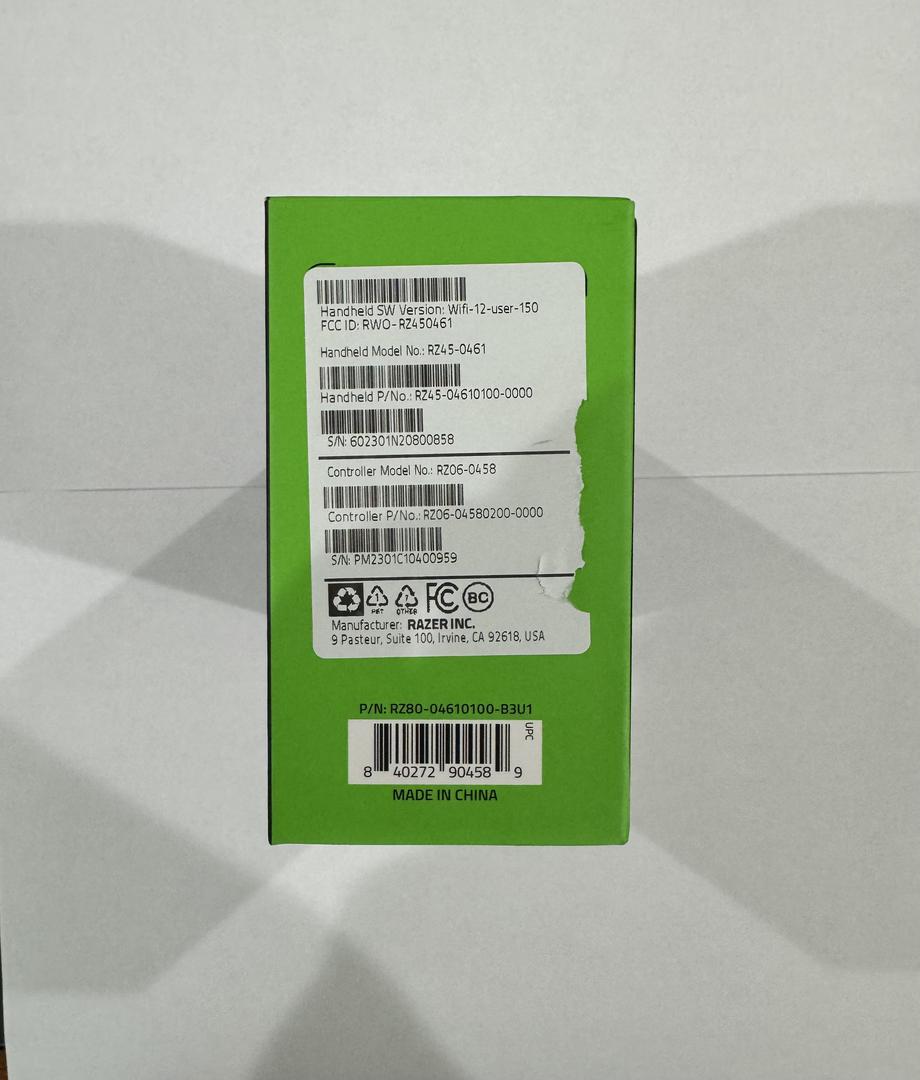 Handheld SW Version: Wifi-12-user-150
FCC ID: RWO-RZ450461
Handheld Model No.: RZ45-0461
Handheld P/No.: RZ45-04610100-0000
S/N: 602301N20800858
Controller Model No.: RZ06-0458
Controller P/No.: RZ06-04580200-0000
S/N: PM2301C10400959
1 PET 7 OTHER FC BC
Manufacturer: RAZER INC.
9 Pasteur, Suite 100, Irvine, CA 92618, USA
P/N: RZ80-04610100-B3U1
UPC
8 40272 90458 9
MADE IN CHINA